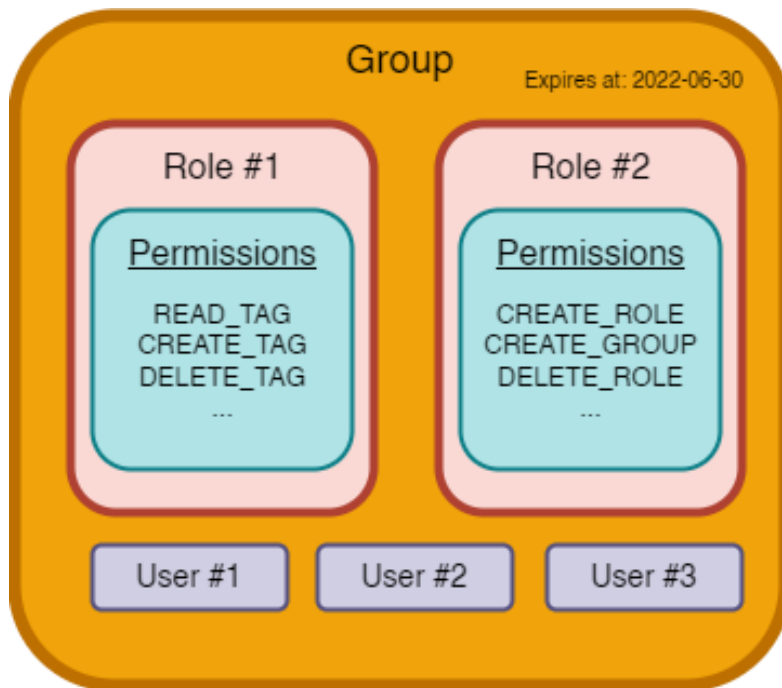 Group
Expires at: 2022-06-30
Role #1
Permissions
READ_TAG
CREATE_TAG
DELETE_TAG
...
Role #2
Permissions
CREATE_ROLE
CREATE_GROUP
DELETE_ROLE
...
User #1
User #2
User #3